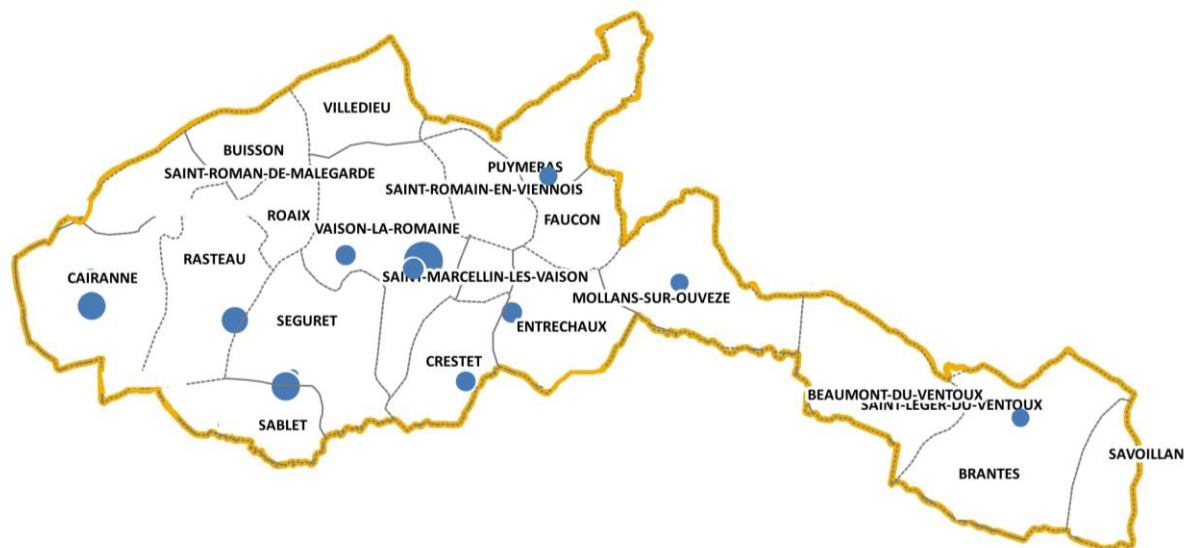 VILLEDIEU
BUISSON
SAINT-ROMAN-DE-MALEGARDE
PUYMERAS
SAINT-ROMAIN-EN-VIENNOIS
ROAIX
FAUCON
VAISON-LA-ROMAINE
RASTEAU
CAIRANNE
SAINT-MARCELLIN-LES-VAISON
MOLLANS-SUR-OUVEZE
SEGURET
ENTRECHAUX
CRESTET
BEAUMONT-DU-VENTOUX
SAINT-LEGER-DU-VENTOUX
SABLET
SAVOILLAN
BRANTES